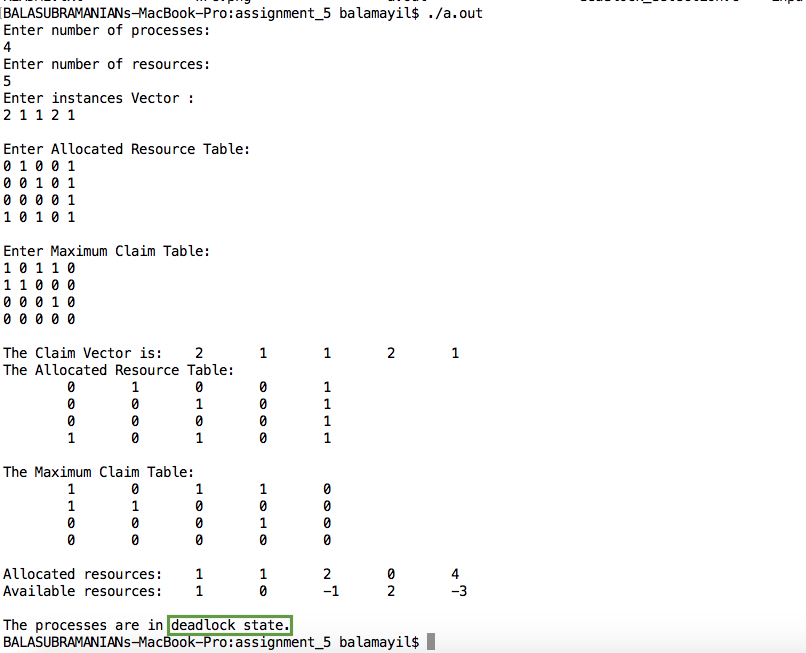 BALASUBRAMANIANs-MacBook-Pro:assignment_5 balamayil$ ./a.out
Enter number of processes:
4
Enter number of resources:
5
Enter instances Vector :
2 1 1 2 1
Enter Allocated Resource Table:
0 1 0 0 1
0 0 1 0 1
0 0 0 0 1
1 0 1 0 1
Enter Maximum Claim Table:
1 0 1 1 0
1 1 0 0 0
0 0 0 1 0
0 0 0 0 0
The Claim Vector is: 2 1 1 2 1
The Allocated Resource Table:
0 1 0 0 1
0 0 1 0 1
0 0 0 0 1
1 0 1 0 1
The Maximum Claim Table:
1 0 1 1 0
1 1 0 0 0
0 0 0 1 0
0 0 0 0 0
Allocated resources: 1 1 2 0 4
Available resources: 1 0 -1 2 -3
The processes are in deadlock state.
BALASUBRAMANIANs-MacBook-Pro:assignment_5 balamayil$